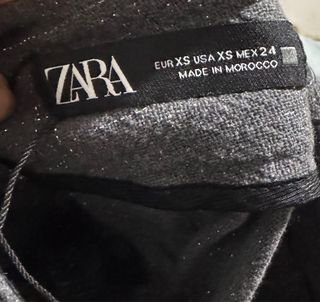 ZARA
EUR XS USA XS MEX 24
MADE IN MOROCCO